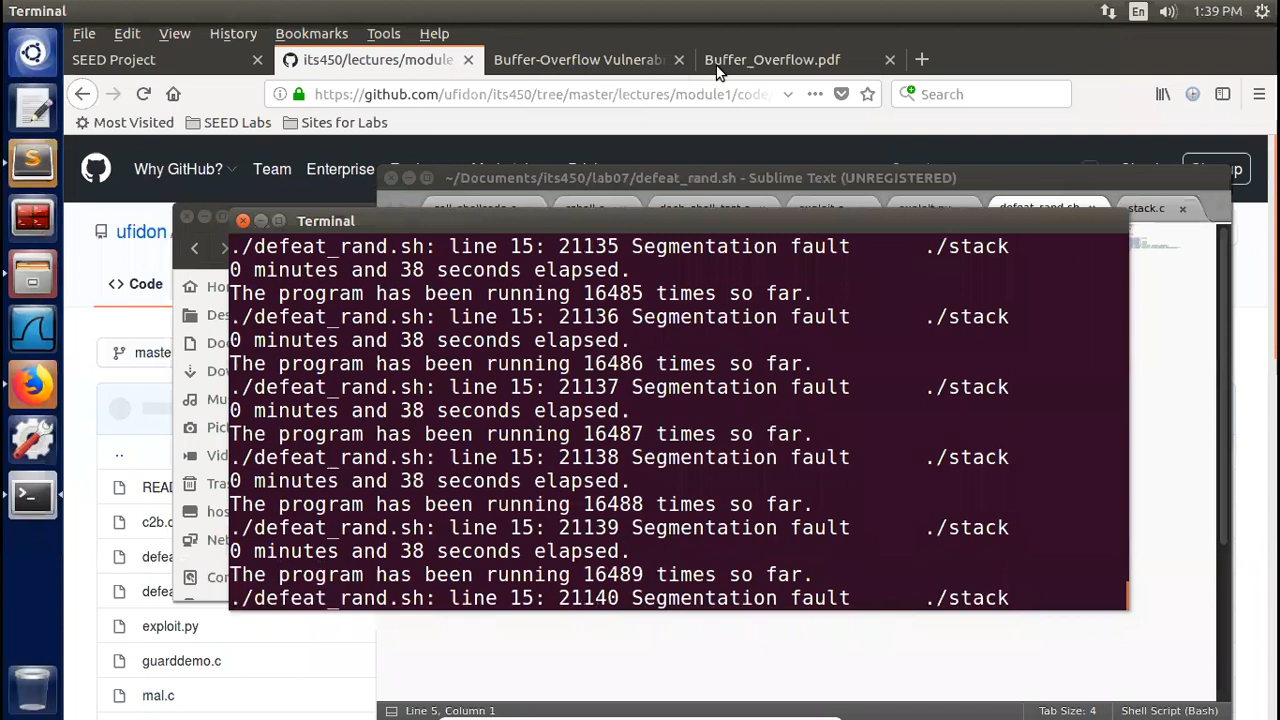 Terminal
En
1:39 PM
File Edit View History Bookmarks Tools Help
SEED Project
its450/lectures/module
Buffer-Overflow Vulnerab
Buffer_Overflow.pdf
https://github.com/ufidon/its450/tree/master/lectures/module1/code/
Search
Most Visited SEED Labs Sites for Labs
Why GitHub? Team Enterprise
~/Documents/its450/lab07/defeat_rand.sh - Sublime Text (UNREGISTERED)
stack.c
Terminal
ufidon
Code
master
./defeat_rand.sh: line 15: 21135 Segmentation fault ./stack
0 minutes and 38 seconds elapsed.
The program has been running 16485 times so far.
./defeat_rand.sh: line 15: 21136 Segmentation fault ./stack
0 minutes and 38 seconds elapsed.
The program has been running 16486 times so far.
./defeat_rand.sh: line 15: 21137 Segmentation fault ./stack
0 minutes and 38 seconds elapsed.
The program has been running 16487 times so far.
./defeat_rand.sh: line 15: 21138 Segmentation fault ./stack
0 minutes and 38 seconds elapsed.
The program has been running 16488 times so far.
./defeat_rand.sh: line 15: 21139 Segmentation fault ./stack
0 minutes and 38 seconds elapsed.
The program has been running 16489 times so far.
./defeat_rand.sh: line 15: 21140 Segmentation fault ./stack
..
exploit.py
guarddemo.c
mal.c
Line 5, Column 1
Tab Size: 4
Shell Script (Bash)